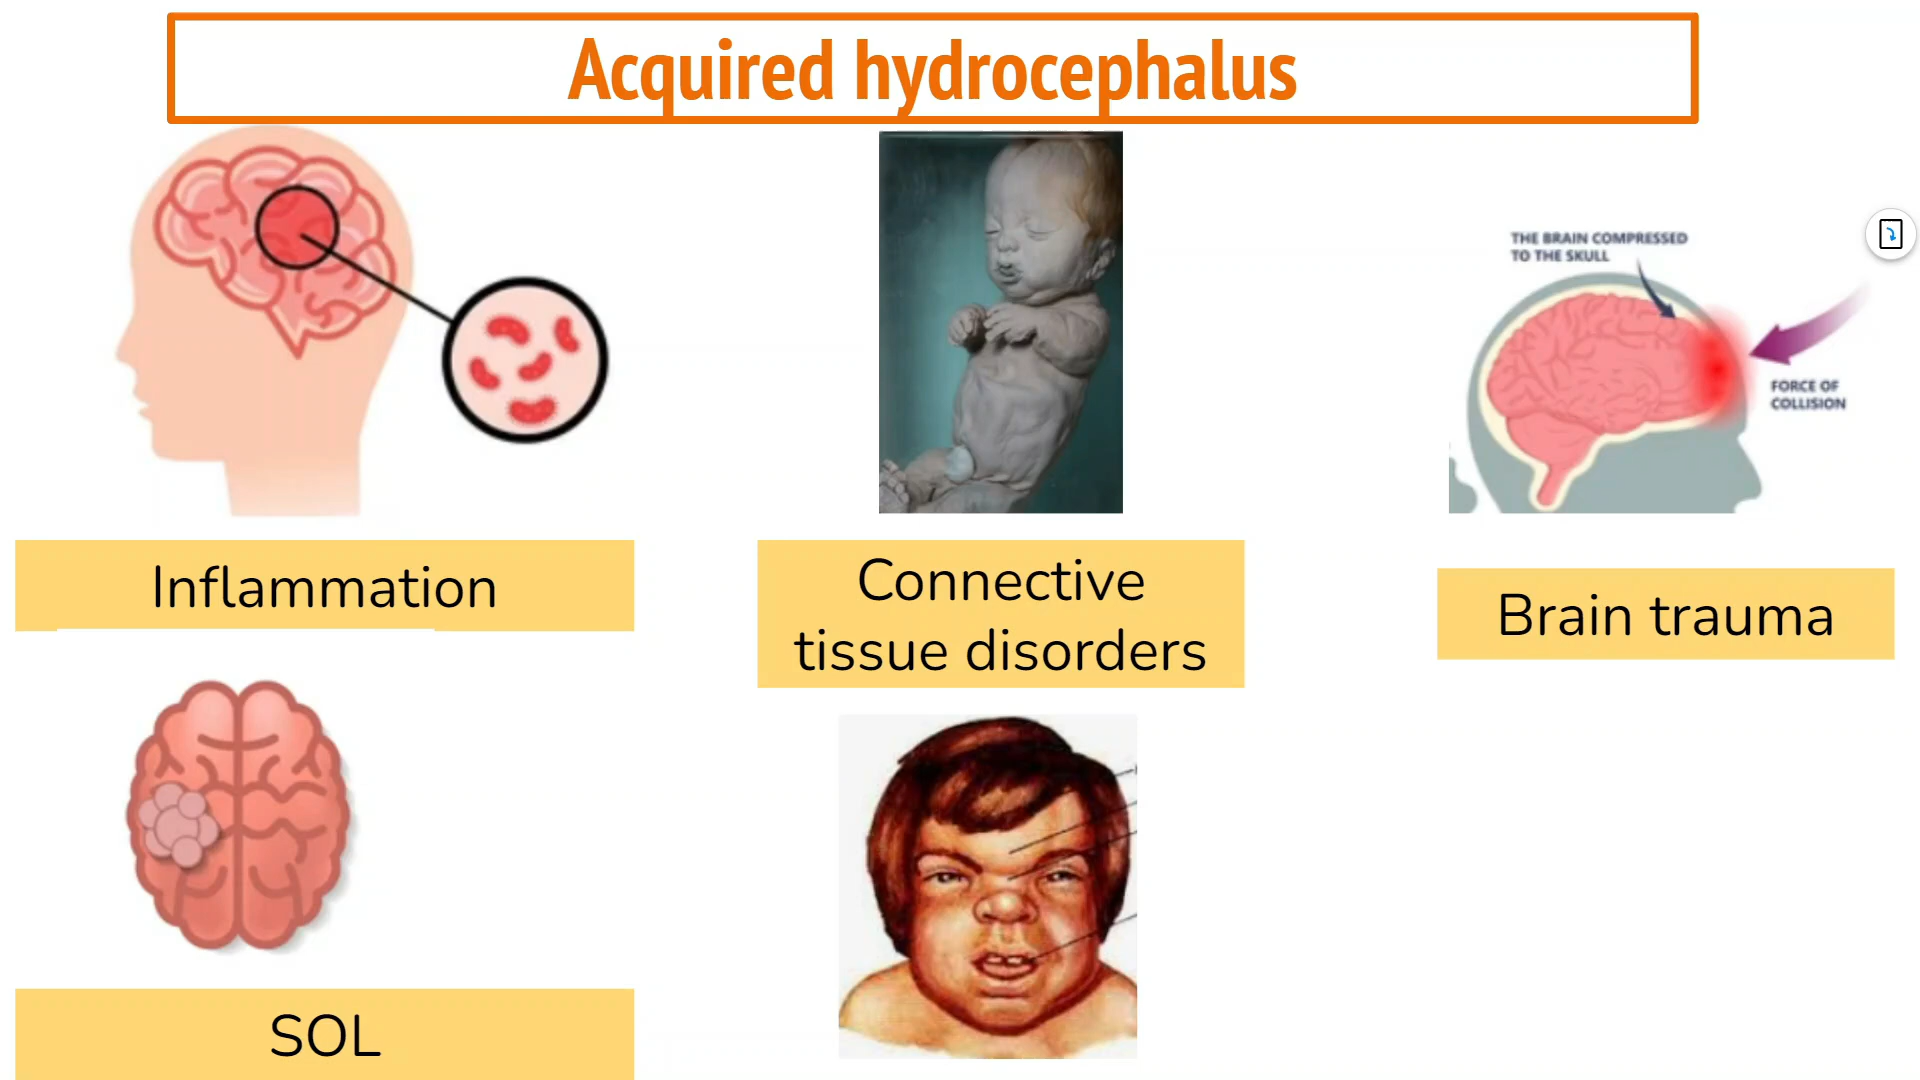 Acquired hydrocephalus
THE BRAIN COMPRESSED
TO THE SKULL
FORCE OF
COLLISION
Inflammation
Connective
tissue disorders
Brain trauma
SOL